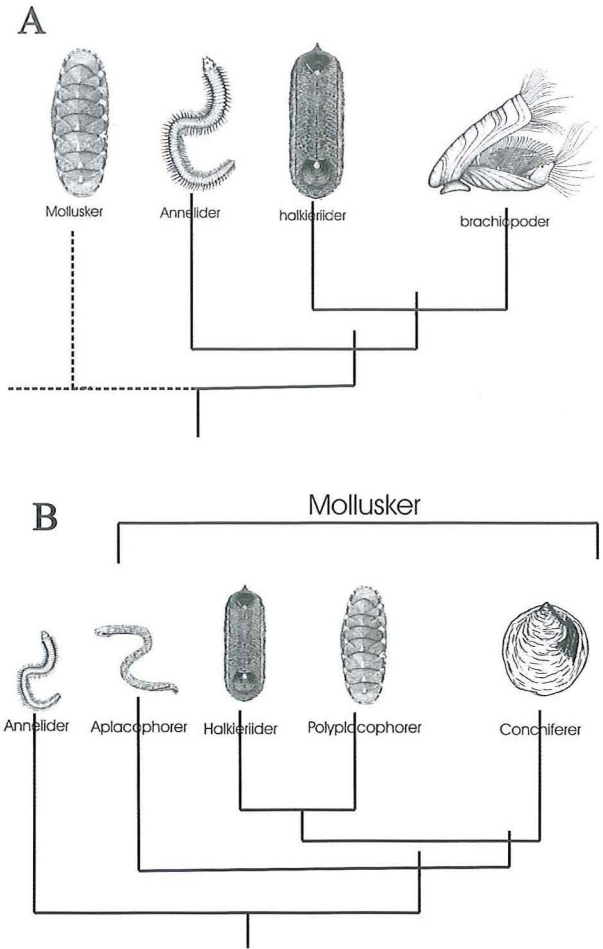 A
Mollusker
Annelider
halkieriider
brachiopoder
B
Mollusker
Annelider
Aplacophorer
Halkieriider
Polyplacophorer
Conchiferer